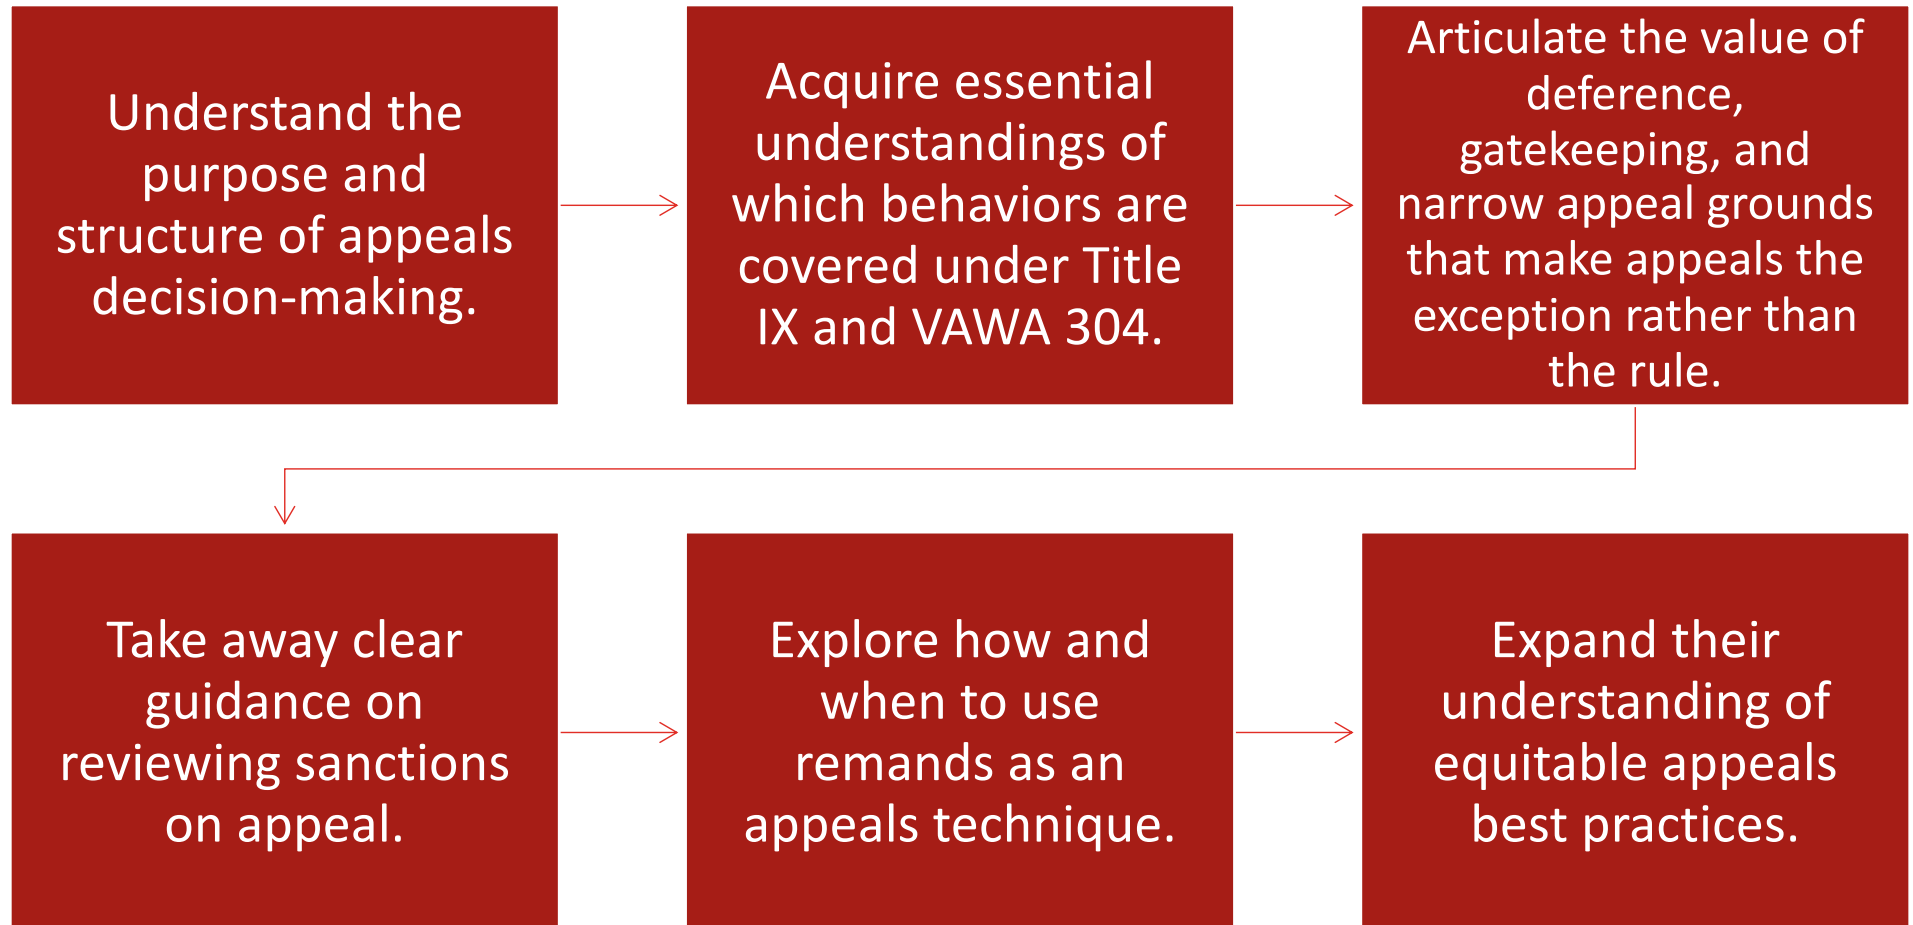 Understand the
purpose and
structure of appeals
decision-making.
Acquire essential
understandings of
which behaviors are
covered under Title
IX and VAWA 304.
Articulate the value of
deference,
gatekeeping, and
narrow appeal grounds
that make appeals the
exception rather than
the rule.
Take away clear
guidance on
reviewing sanctions
on appeal.
Explore how and
when to use
remands as an
appeals technique.
Expand their
understanding of
equitable appeals
best practices.